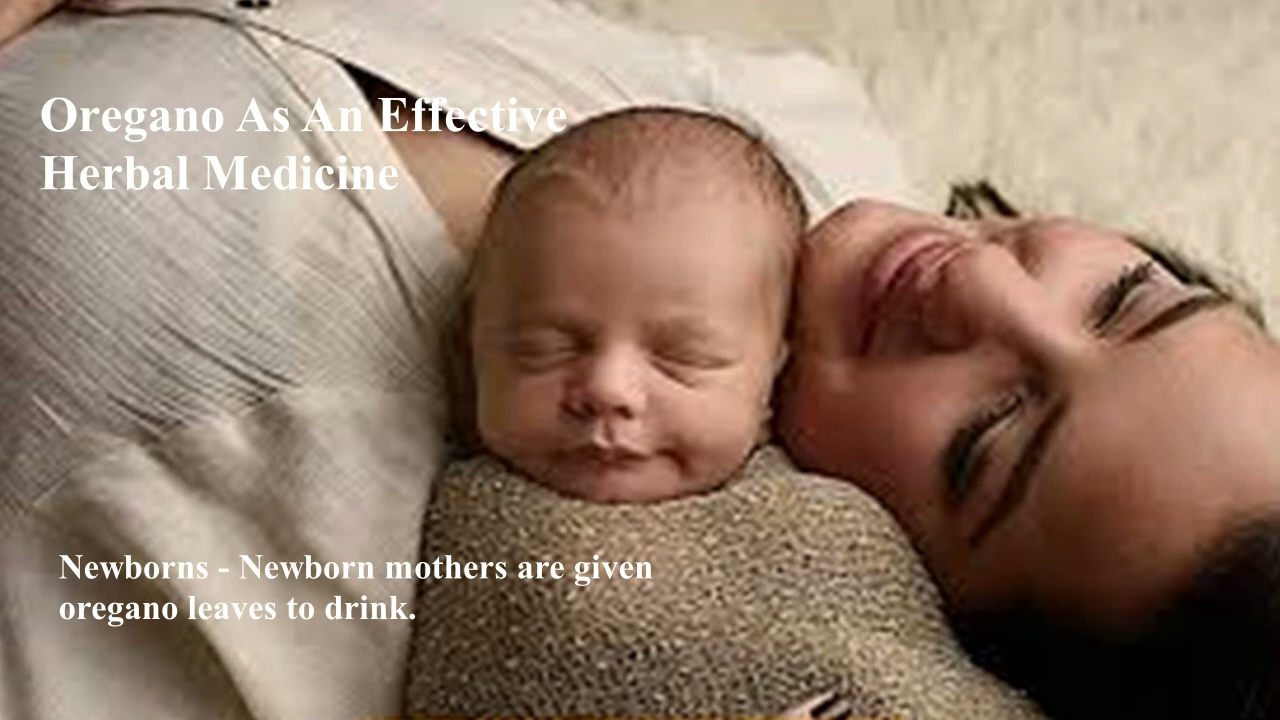 Oregano As An Effective
Herbal Medicine
Newborns - Newborn mothers are given
oregano leaves to drink.